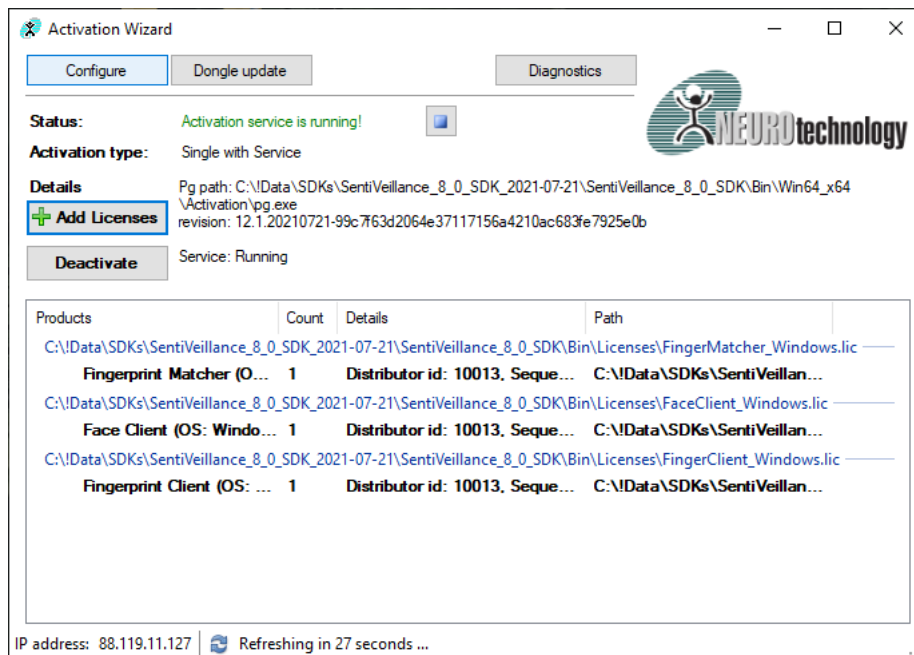 Activation Wizard
Configure Dongle update Diagnostics
NEUROtechnology
Status: Activation service is running!
Activation type: Single with Service
Details Pg path: C:\!Data\SDKs\SentiVeillance_8_0_SDK_2021-07-21\SentiVeillance_8_0_SDK\Bin\Win64_x64
\Activation\pg.exe
Add Licenses revision: 12.1.20210721-99c7f63d2064e37117156a4210ac683fe7925e0b
Deactivate Service: Running
Products Count Details Path
C:\!Data\SDKs\SentiVeillance_8_0_SDK_2021-07-21\SentiVeillance_8_0_SDK\Bin\Licenses\FingerMatcher_Windows.lic
Fingerprint Matcher (O... 1 Distributor id: 10013, Seque... C:\!Data\SDKs\SentiVeillan...
C:\!Data\SDKs\SentiVeillance_8_0_SDK_2021-07-21\SentiVeillance_8_0_SDK\Bin\Licenses\FaceClient_Windows.lic
Face Client (OS: Windo... 1 Distributor id: 10013, Seque... C:\!Data\SDKs\SentiVeillan...
C:\!Data\SDKs\SentiVeillance_8_0_SDK_2021-07-21\SentiVeillance_8_0_SDK\Bin\Licenses\FingerClient_Windows.lic
Fingerprint Client (OS: ... 1 Distributor id: 10013, Seque... C:\!Data\SDKs\SentiVeillan...
IP address: 88.119.11.127 Refreshing in 27 seconds ...